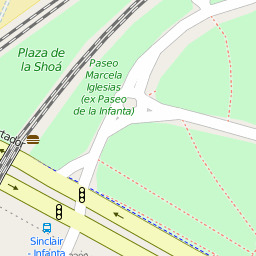 Plaza de
la Shoá
Paseo
Marcela
Iglesias
(ex Paseo
de la Infanta)
Sinclair
- Infanta